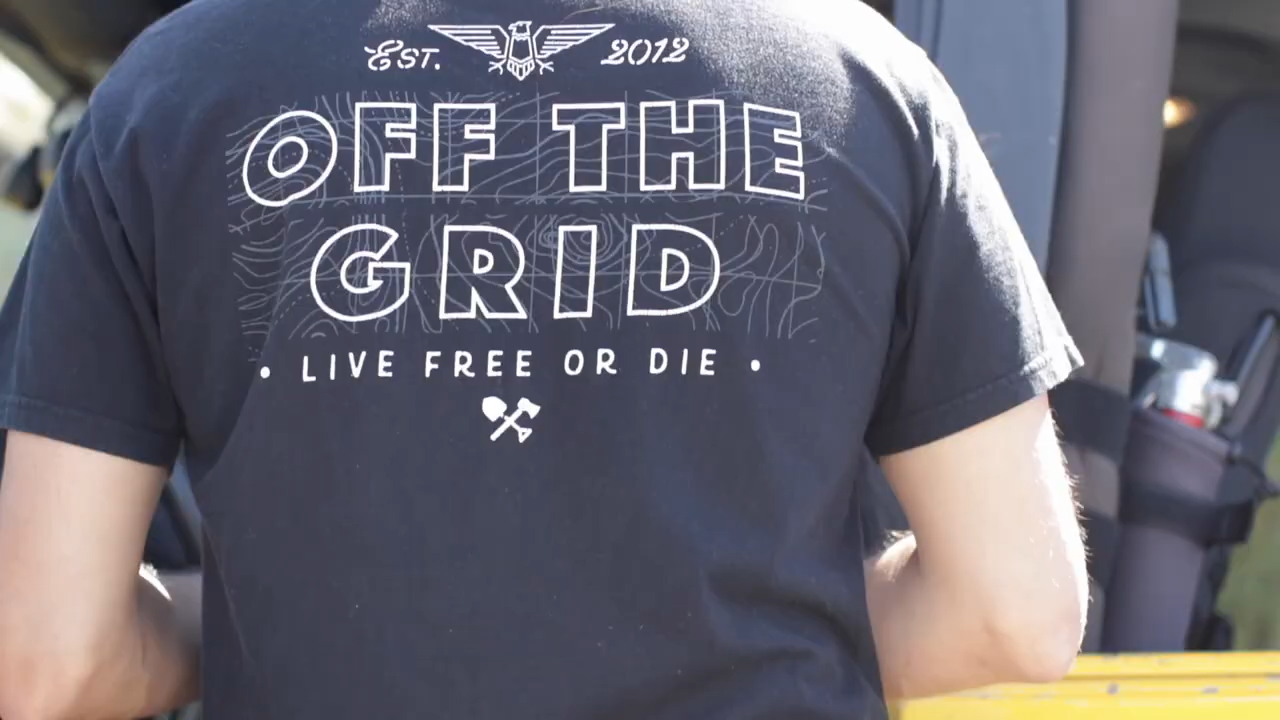 EST. 2012
OFF THE
GRID
• LIVE FREE OR DIE •